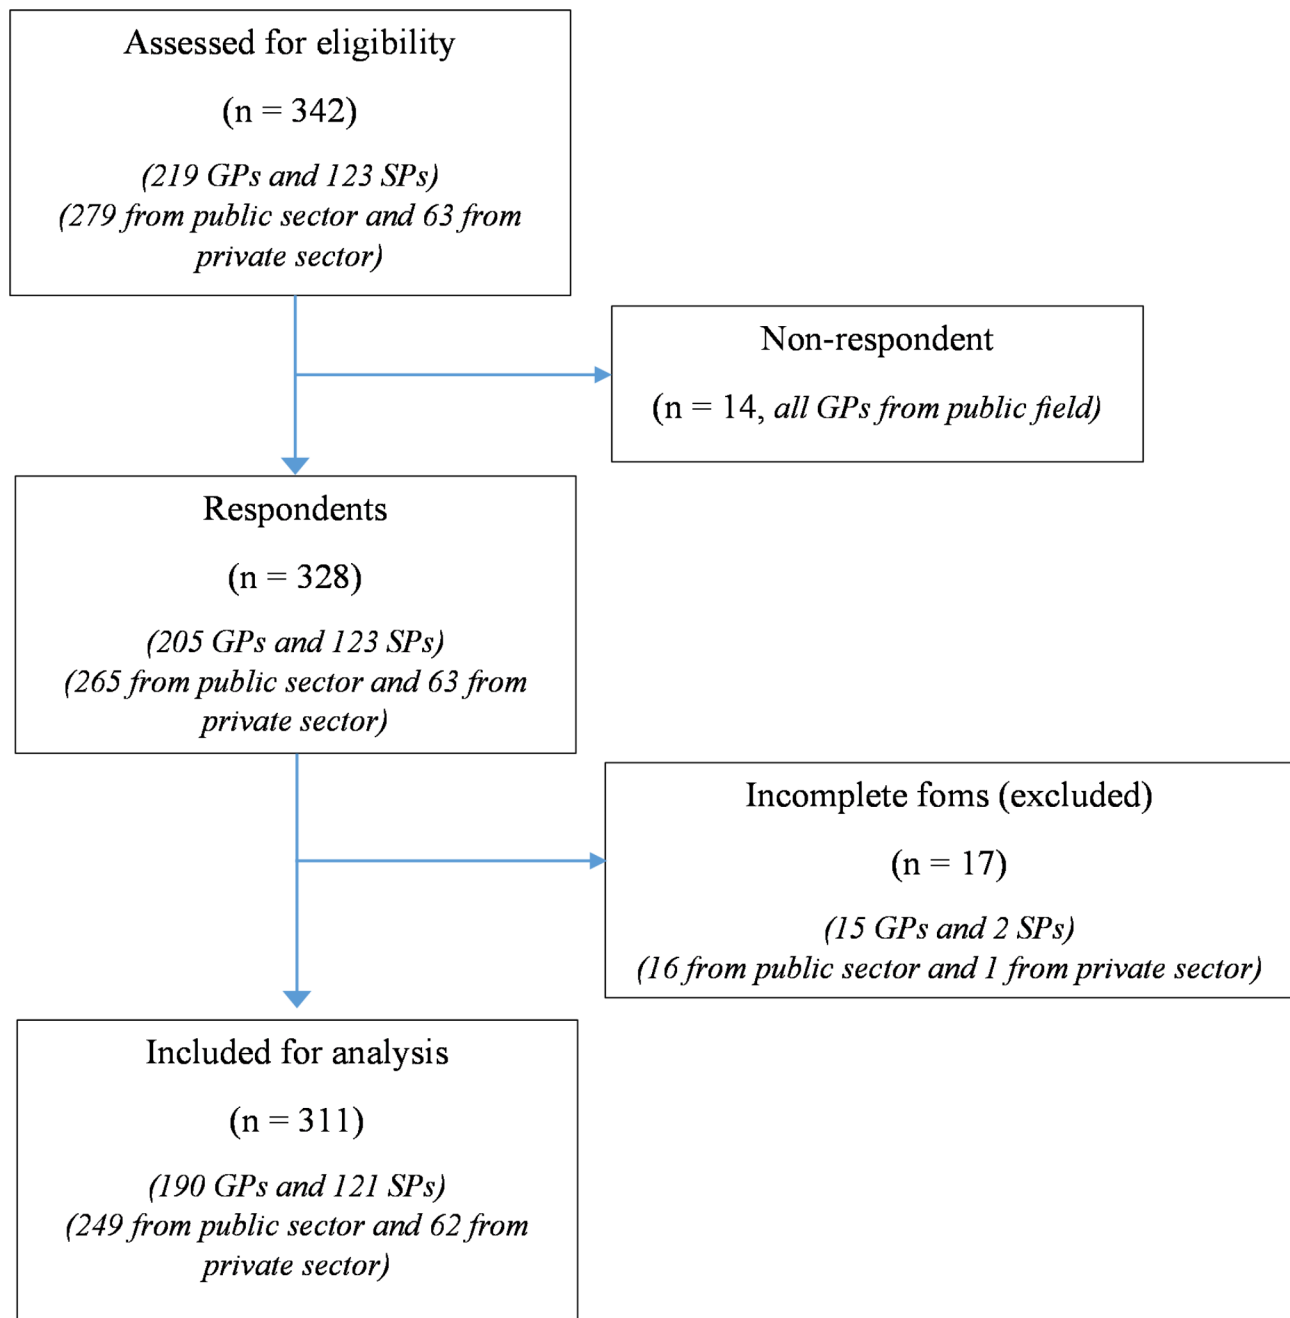 Assessed for eligibility
(n = 342)
(219 GPs and 123 SPs)
(279 from public sector and 63 from
private sector)
Non-respondent
(n = 14, all GPs from public field)
Respondents
(n = 328)
(205 GPs and 123 SPs)
(265 from public sector and 63 from
private sector)
Incomplete foms (excluded)
(n = 17)
(15 GPs and 2 SPs)
(16 from public sector and 1 from private sector)
Included for analysis
(n = 311)
(190 GPs and 121 SPs)
(249 from public sector and 62 from
private sector)